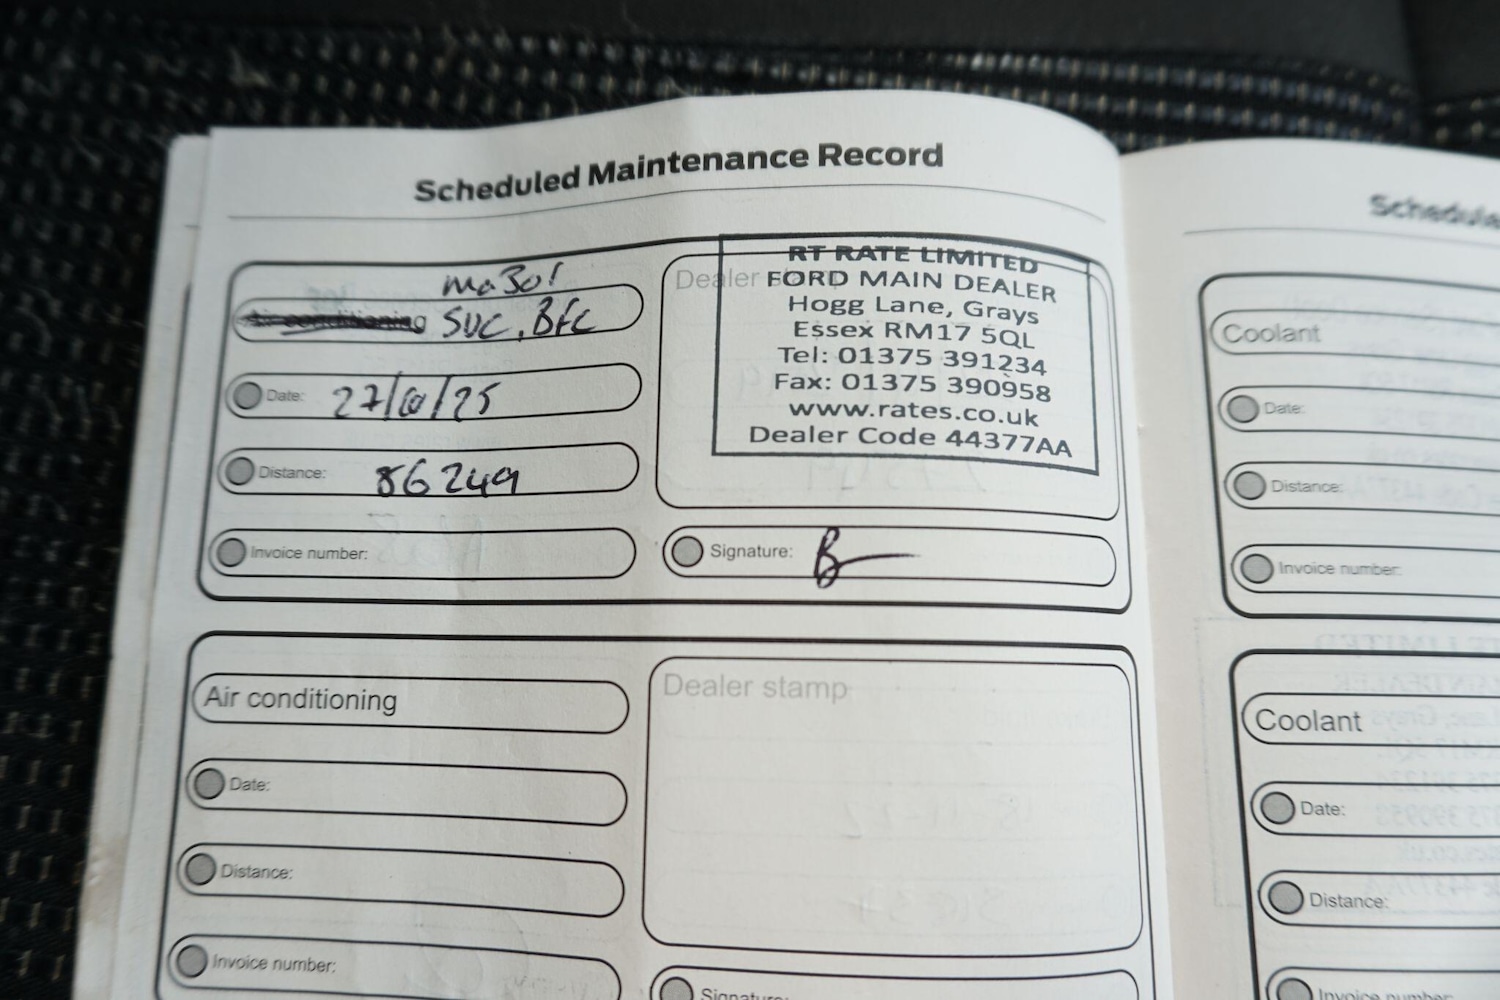 Scheduled Maintenance Record
Major
Air conditioning SVC, BFC
Date: 27/10/25
Distance: 86249
Invoice number:
Dealer stamp
RT RATE LIMITED
FORD MAIN DEALER
Hogg Lane, Grays
Essex RM17 5QL
Tel: 01375 391234
Fax: 01375 390958
www.rates.co.uk
Dealer Code 44377AA
Signature:
Air conditioning
Date:
Distance:
Invoice number:
Dealer stamp
Signature:
Coolant
Date:
Distance:
Invoice number:
Coolant
Date:
Distance:
Invoice number: